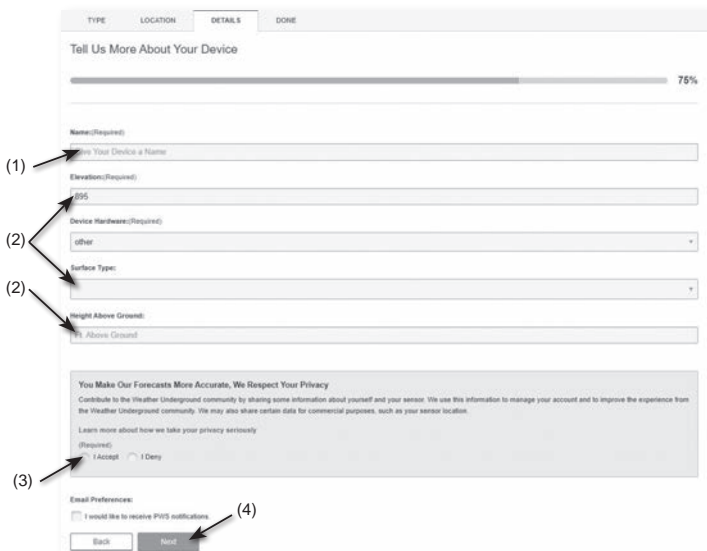 TYPE LOCATION DETAILS DONE
Tell Us More About Your Device
75%
Name:(Required)
(1) Give Your Device a Name
Elevation:(Required)
895
Device Hardware:(Required)
(2) other
Surface Type:
(2) Height Above Ground:
Ft. Above Ground
You Make Our Forecasts More Accurate, We Respect Your Privacy
Contribute to the Weather Underground community by sharing some information about yourself and your sensor. We use this information to manage your account and to improve the experience from
the Weather Underground community. We may also share certain data for commercial purposes, such as your sensor location.
Learn more about how we take your privacy seriously
(Required)
I Accept I Deny
(3)
Email Preferences:
(4)
I would like to receive PWS notifications
Back Next